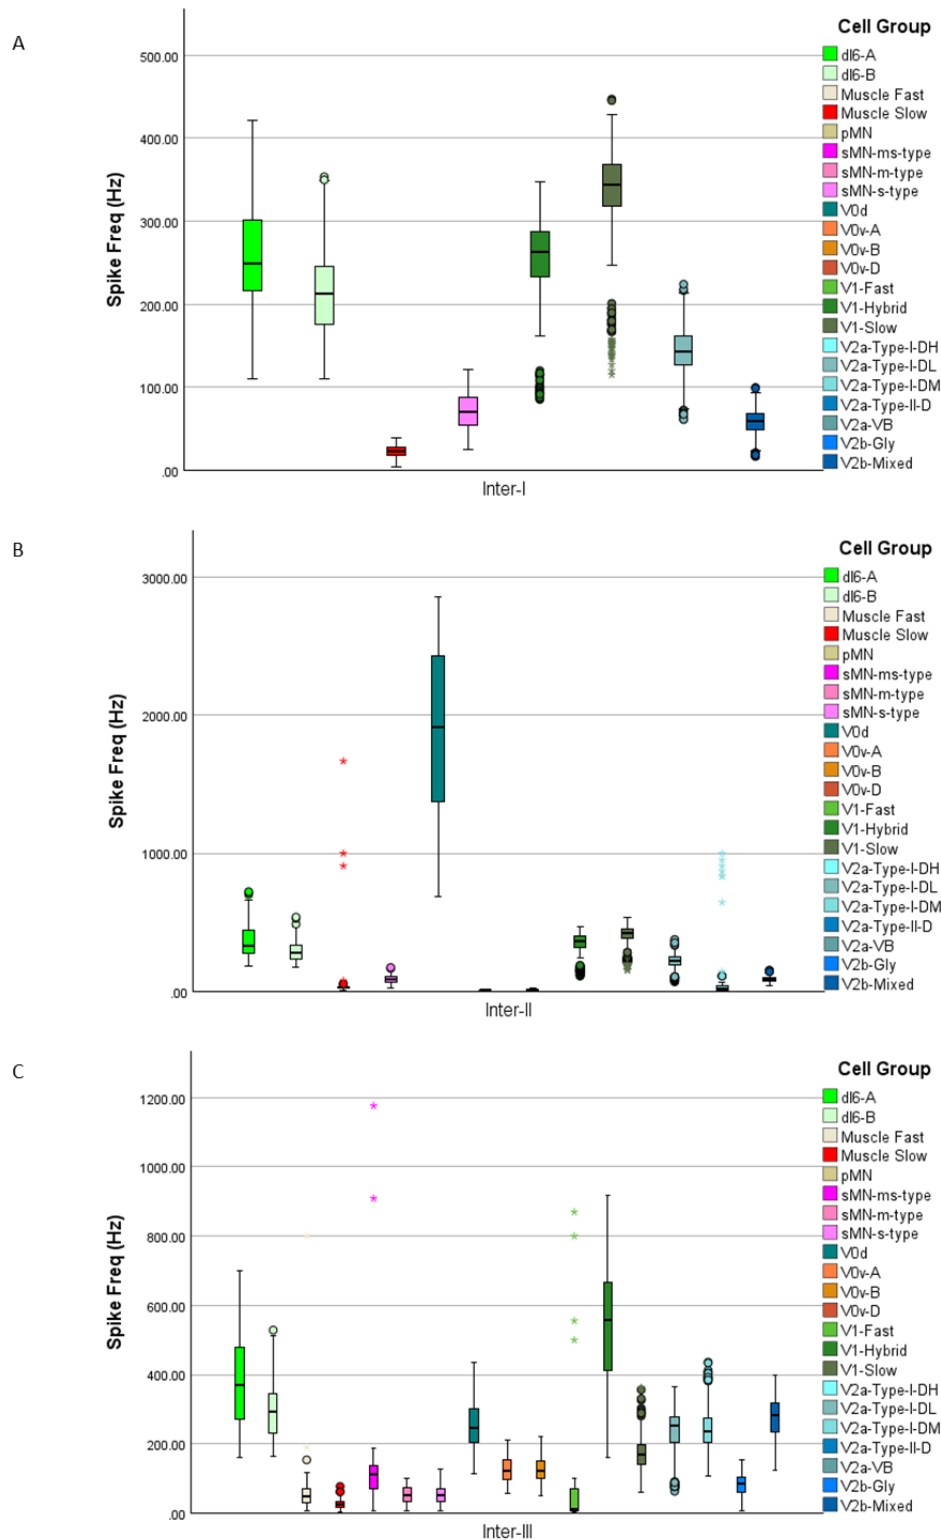 A
Cell Group
500.00
400.00
300.00
200.00
100.00
.00
Spike Freq (Hz)
Inter-I
dI6-A
dI6-B
Muscle Fast
Muscle Slow
pMN
sMN-ms-type
sMN-m-type
sMN-s-type
V0d
V0v-A
V0v-B
V0v-D
V1-Fast
V1-Hybrid
V1-Slow
V2a-Type-I-DH
V2a-Type-I-DL
V2a-Type-I-DM
V2a-Type-II-D
V2a-VB
V2b-Gly
V2b-Mixed
B
Cell Group
3000.00
2000.00
1000.00
.00
Spike Freq (Hz)
Inter-II
dI6-A
dI6-B
Muscle Fast
Muscle Slow
pMN
sMN-ms-type
sMN-m-type
sMN-s-type
V0d
V0v-A
V0v-B
V0v-D
V1-Fast
V1-Hybrid
V1-Slow
V2a-Type-I-DH
V2a-Type-I-DL
V2a-Type-I-DM
V2a-Type-II-D
V2a-VB
V2b-Gly
V2b-Mixed
C
Cell Group
1200.00
1000.00
800.00
600.00
400.00
200.00
.00
Spike Freq (Hz)
Inter-III
dI6-A
dI6-B
Muscle Fast
Muscle Slow
pMN
sMN-ms-type
sMN-m-type
sMN-s-type
V0d
V0v-A
V0v-B
V0v-D
V1-Fast
V1-Hybrid
V1-Slow
V2a-Type-I-DH
V2a-Type-I-DL
V2a-Type-I-DM
V2a-Type-II-D
V2a-VB
V2b-Gly
V2b-Mixed